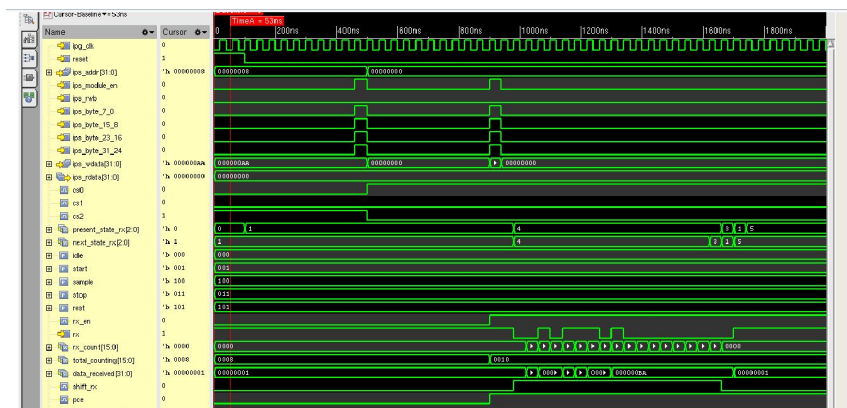 Cursor-Baseline ▾ = 53ns
TimeA = 53ns
Name Cursor 0 200ns 400ns 600ns 800ns 1000ns 1200ns 1400ns 1600ns 1800ns
ipg_clk 0
reset 1
ips_addr[31:0] 'h 00000008 00000008 00000000
ips_module_en 0
ips_rwb 0
ips_byte_7_0 0
ips_byte_15_8 0
ips_byte_23_16 0
ips_byte_31_24 0
ips_wdata[31:0] 'h 000000AA 000000AA 00000000 00000000
ips_rdata[31:0] 'h 00000000 00000000
cs0 0
cs1 0
cs2 1
present_state_rx[2:0] 'h 0 0 1 4 3 1 5
next_state_rx[2:0] 'h 1 1 4 3 1 5
idle 'b 000 000
start 'b 001 001
sample 'b 100 100
stop 'b 011 011
rest 'b 101 101
rx_en 0
rx 1
rx_count[15:0] 'h 0000 0000 0000
total_counting[15:0] 'h 0008 0008 0010
data_received[31:0] 'h 00000001 00000001 000 000 000000BA 00000001
shift_rx 0
pce 0